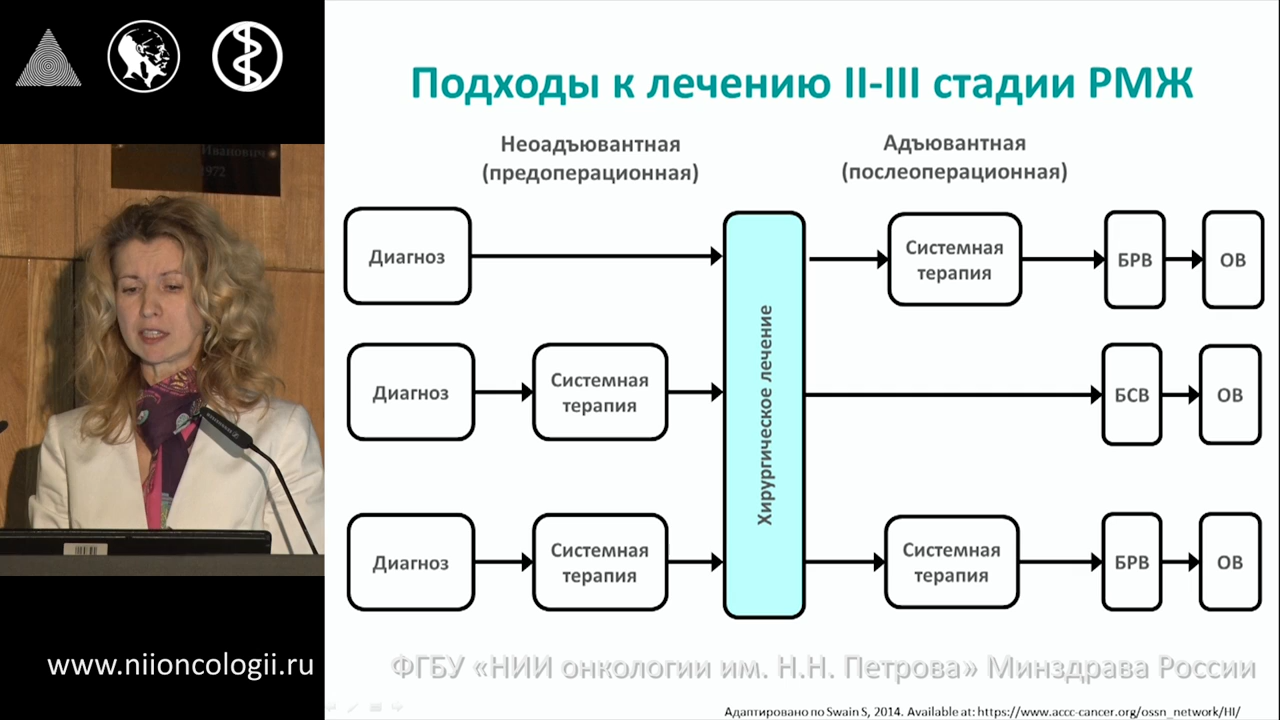 Ивановича
1972
Подходы к лечению II-III стадии РМЖ
Неоадъювантная
(предоперационная)
Адъювантная
(послеоперационная)
Диагноз
Системная
терапия
БРВ
ОВ
Хирургическое лечение
Диагноз
Системная
терапия
БСВ
ОВ
Диагноз
Системная
терапия
Системная
терапия
БРВ
ОВ
www.niioncologii.ru
ФГБУ «НИИ онкологии им. Н.Н. Петрова» Минздрава России
Адаптировано по Swain S, 2014. Available at: https://www.accc-cancer.org/ossn_network/HI/